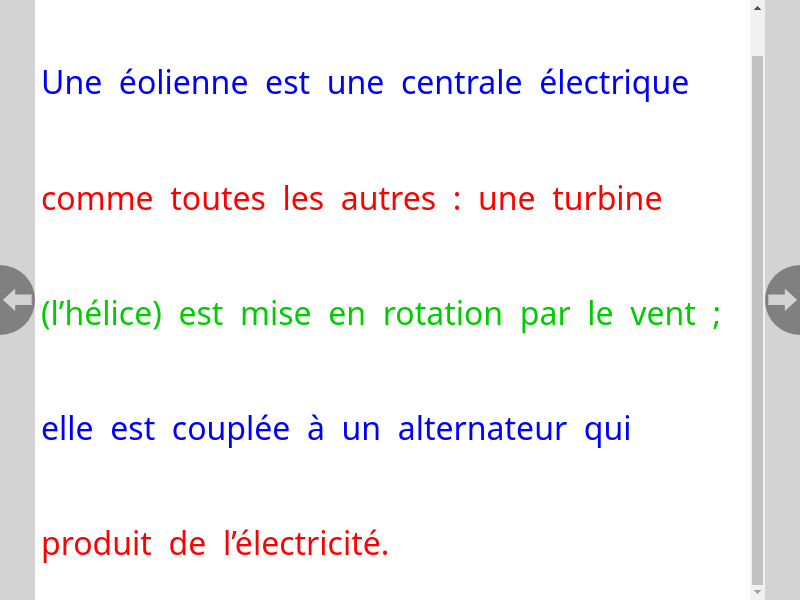 Une éolienne est une centrale électrique
comme toutes les autres : une turbine
(l’hélice) est mise en rotation par le vent ;
elle est couplée à un alternateur qui
produit de l’électricité.